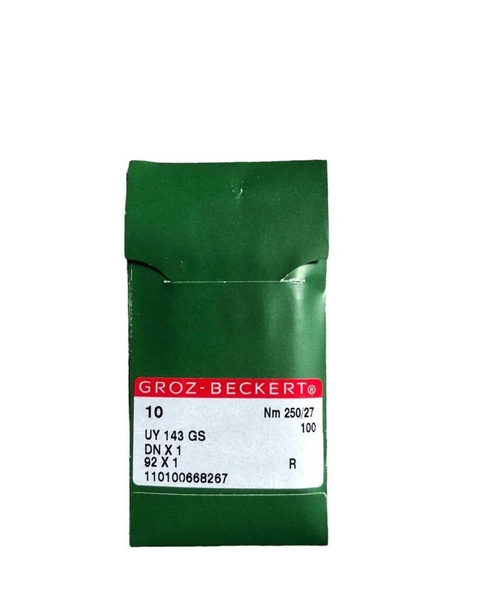 GROZ-BECKERT®
10 Nm 250/27
100
UY 143 GS
DN X 1
92 X 1 R
110100668267